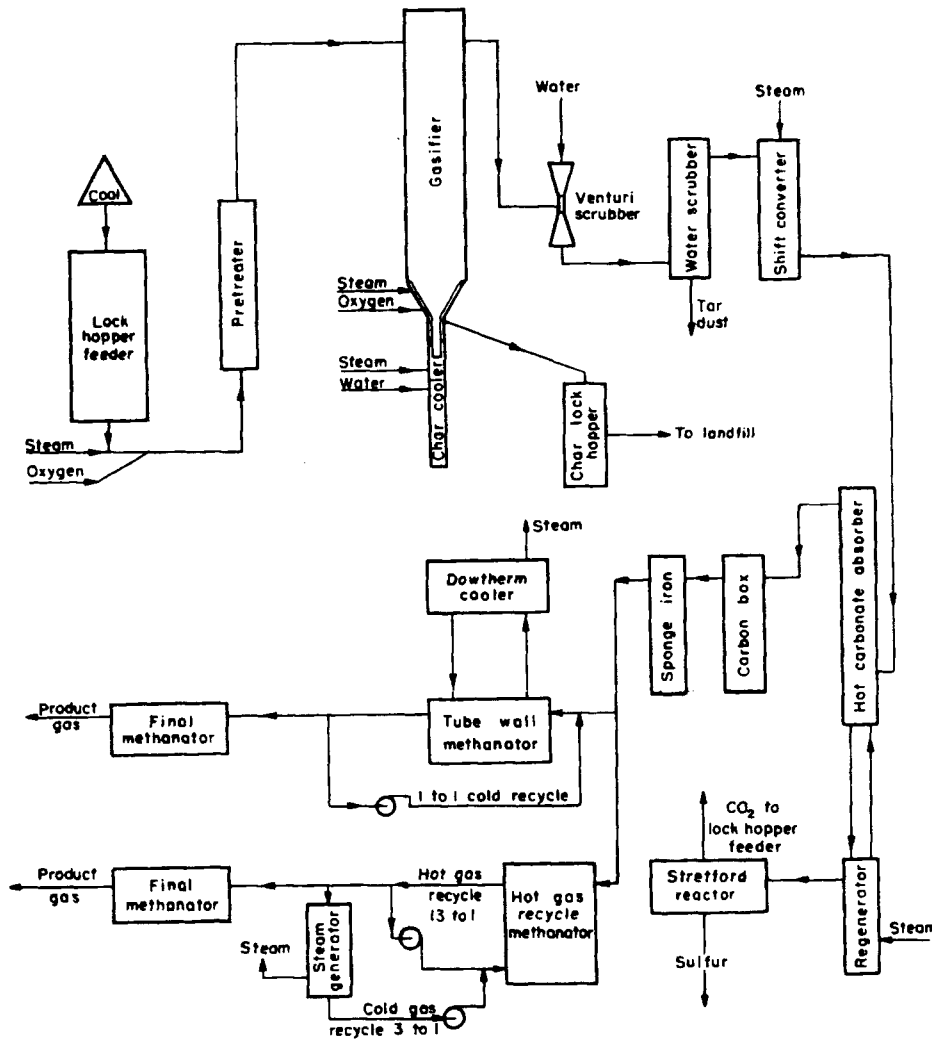 Coal
Lock
hopper
feeder
Steam
Oxygen
Pretreater
Gasifier
Steam
Oxygen
Steam
Water
Char cooler
Char lock
hopper
To landfill
Water
Venturi
scrubber
Water scrubber
Tar
dust
Steam
Shift converter
Hot carbonate absorber
Carbon box
Sponge iron
Steam
Dowtherm
cooler
Tube wall
methanator
Final
methanator
Product
gas
1 to 1 cold recycle
CO₂ to
lock hopper
feeder
Stretford
reactor
Sulfur
Regenerator
Steam
Hot gas
recycle
methanator
Hot gas
recycle
13 to1
Final
methanator
Product
gas
Steam
generator
Steam
Cold gas
recycle 3 to 1